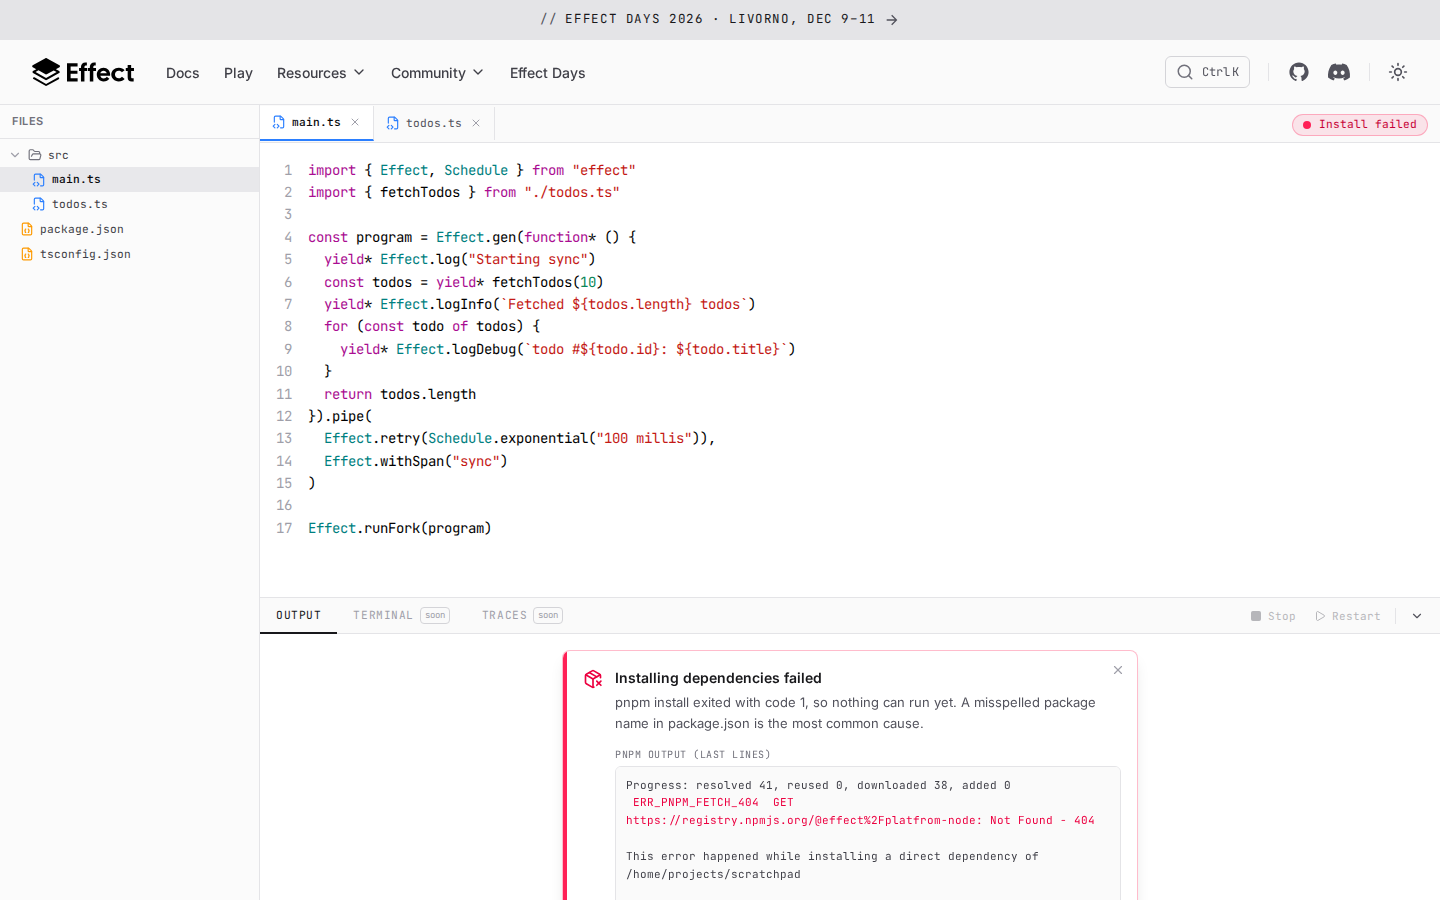 // EFFECT DAYS 2026 · LIVORNO, DEC 9–11 →
Effect
Docs
Play
Resources
Community
Effect Days
Ctrl K
FILES
src
main.ts
todos.ts
package.json
tsconfig.json
main.ts
todos.ts
Install failed
1 import { Effect, Schedule } from "effect"
2 import { fetchTodos } from "./todos.ts"
3
4 const program = Effect.gen(function* () {
5   yield* Effect.log("Starting sync")
6   const todos = yield* fetchTodos(10)
7   yield* Effect.logInfo(`Fetched ${todos.length} todos`)
8   for (const todo of todos) {
9     yield* Effect.logDebug(`todo #${todo.id}: ${todo.title}`)
10   }
11   return todos.length
12 }).pipe(
13   Effect.retry(Schedule.exponential("100 millis")),
14   Effect.withSpan("sync")
15 )
16
17 Effect.runFork(program)
OUTPUT
TERMINAL soon
TRACES soon
Stop
Restart
Installing dependencies failed
pnpm install exited with code 1, so nothing can run yet. A misspelled package
name in package.json is the most common cause.
PNPM OUTPUT (LAST LINES)
Progress: resolved 41, reused 0, downloaded 38, added 0
ERR_PNPM_FETCH_404  GET
https://registry.npmjs.org/@effect%2Fplatfrom-node: Not Found - 404
This error happened while installing a direct dependency of
/home/projects/scratchpad